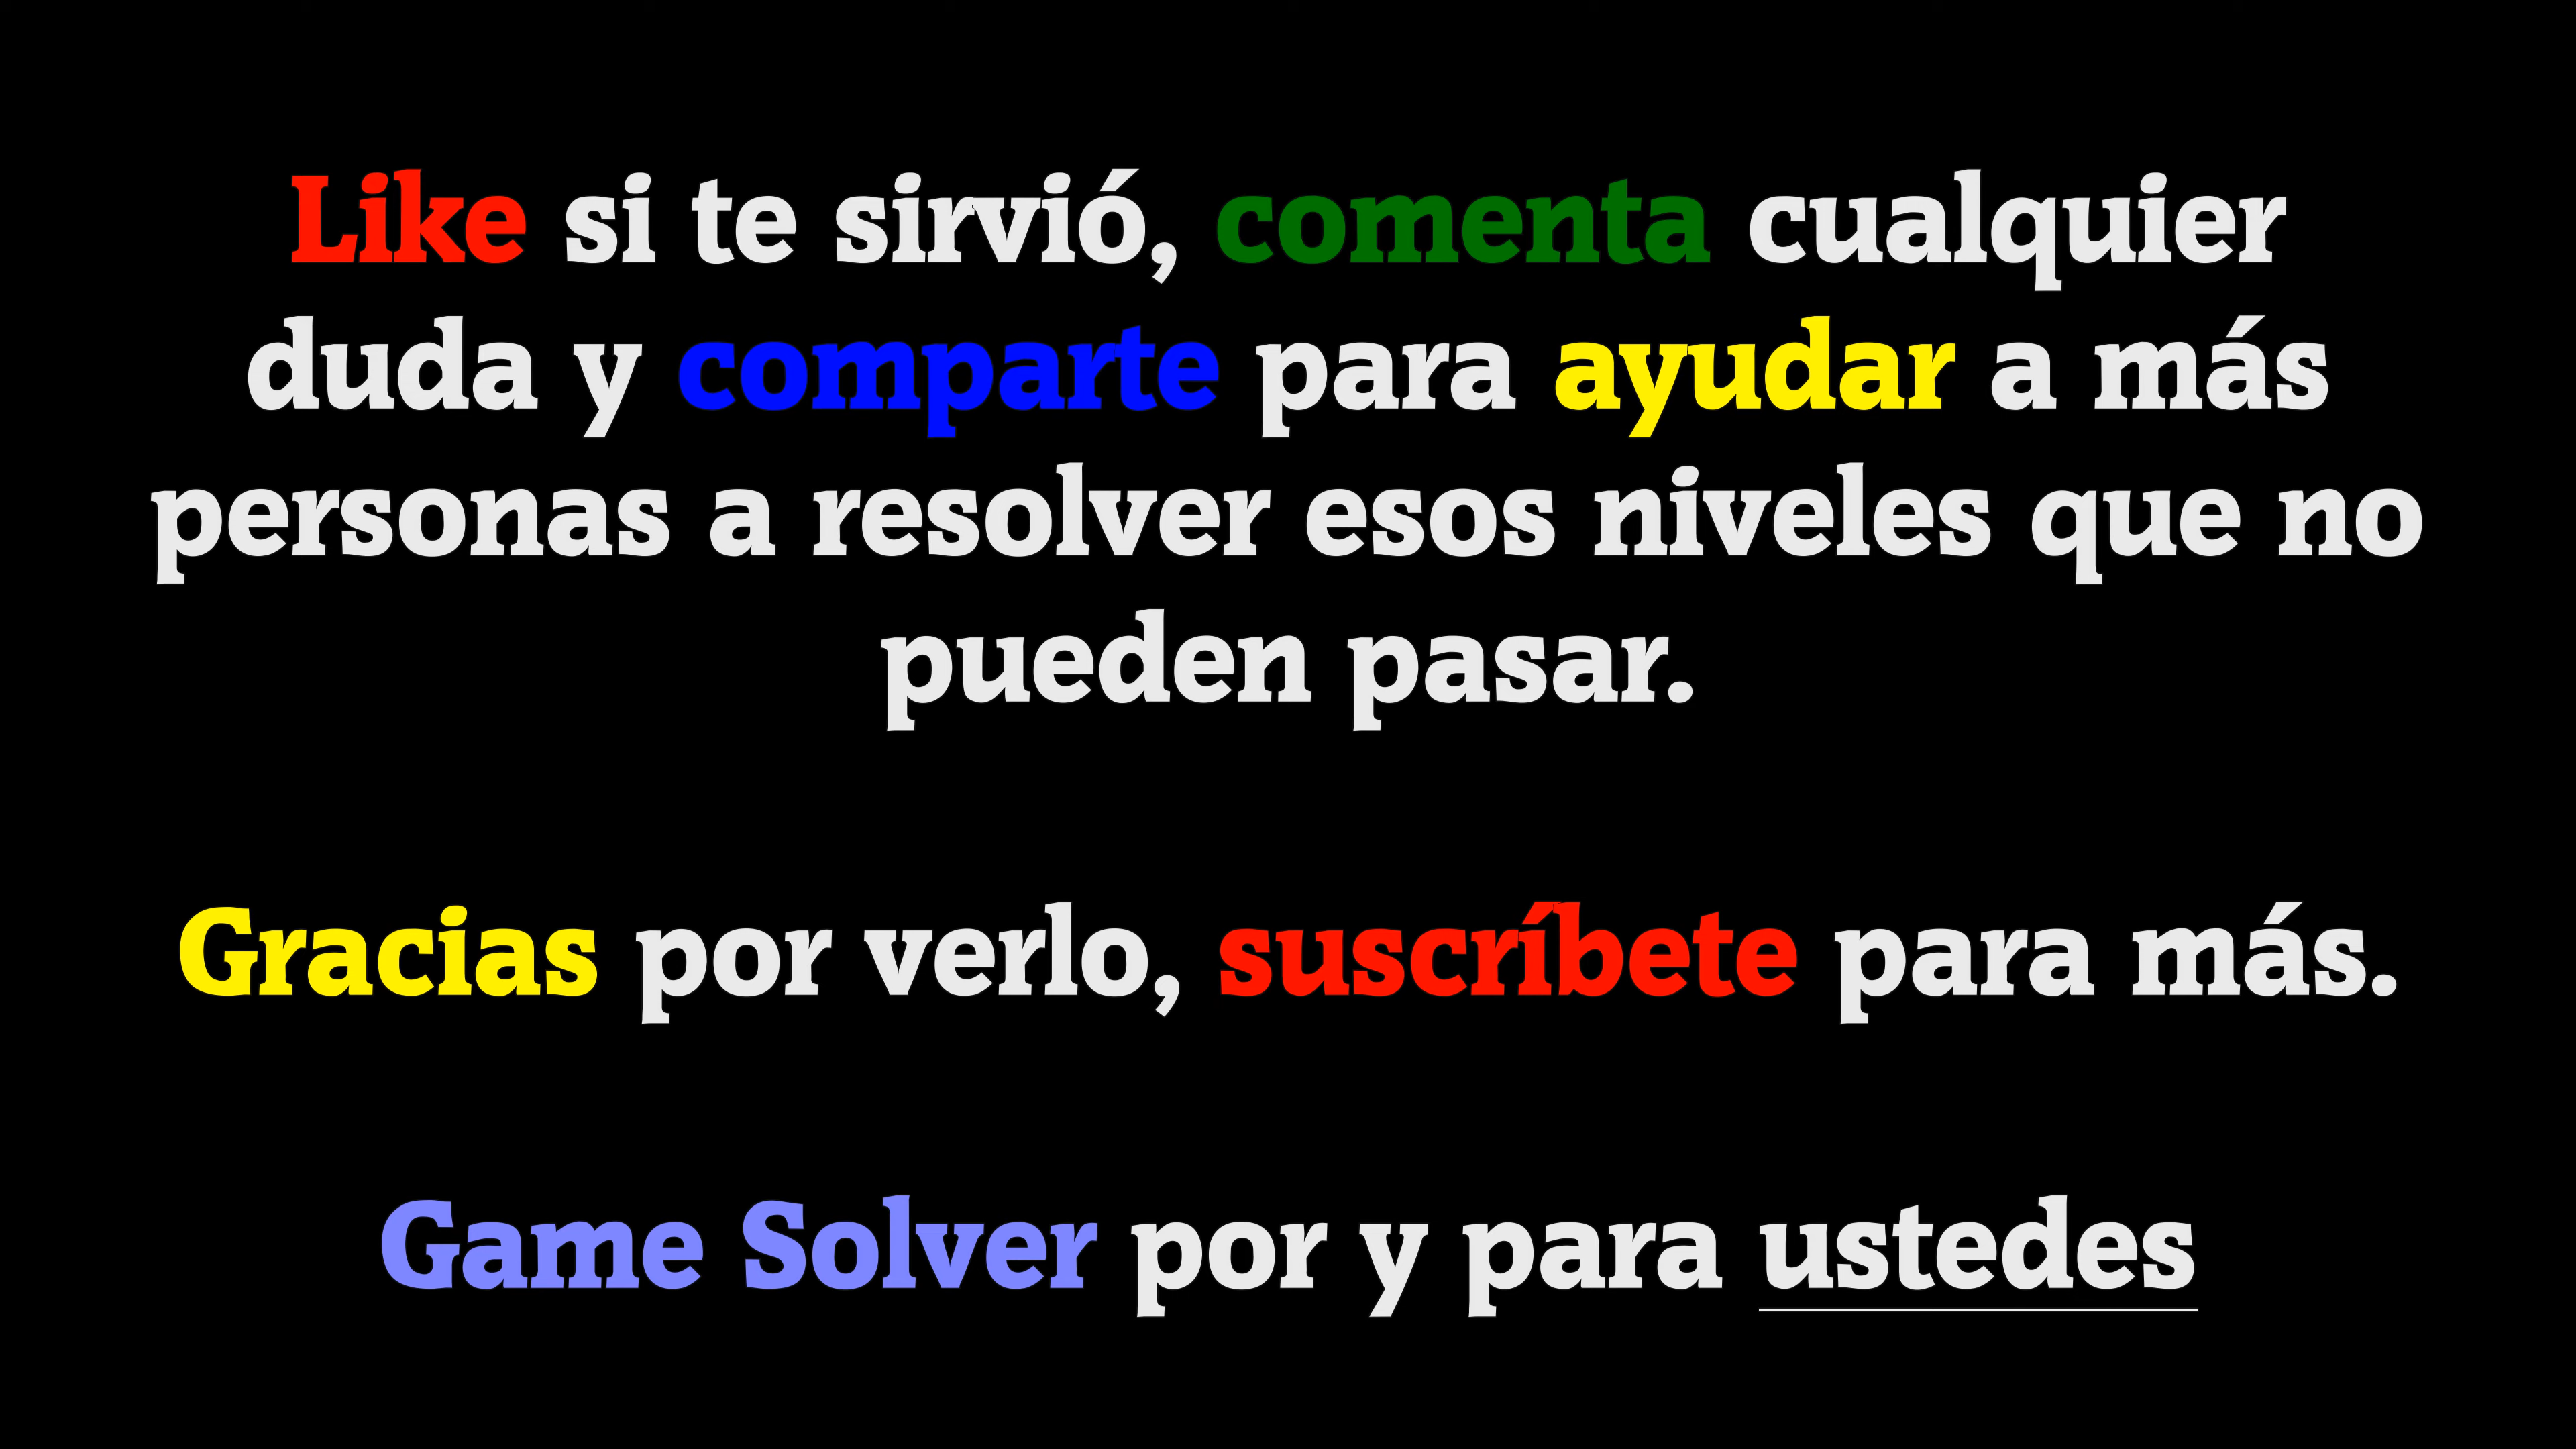 Like si te sirvió, comenta cualquier
duda y comparte para ayudar a más
personas a resolver esos niveles que no
pueden pasar.
Gracias por verlo, suscríbete para más.
Game Solver por y para ustedes